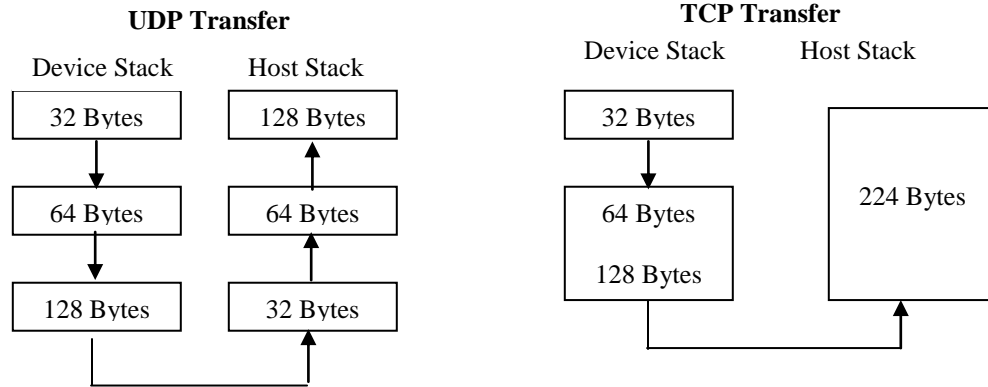 UDP Transfer
Device Stack
Host Stack
32 Bytes
128 Bytes
64 Bytes
64 Bytes
128 Bytes
32 Bytes
TCP Transfer
Device Stack
Host Stack
32 Bytes
64 Bytes
128 Bytes
224 Bytes